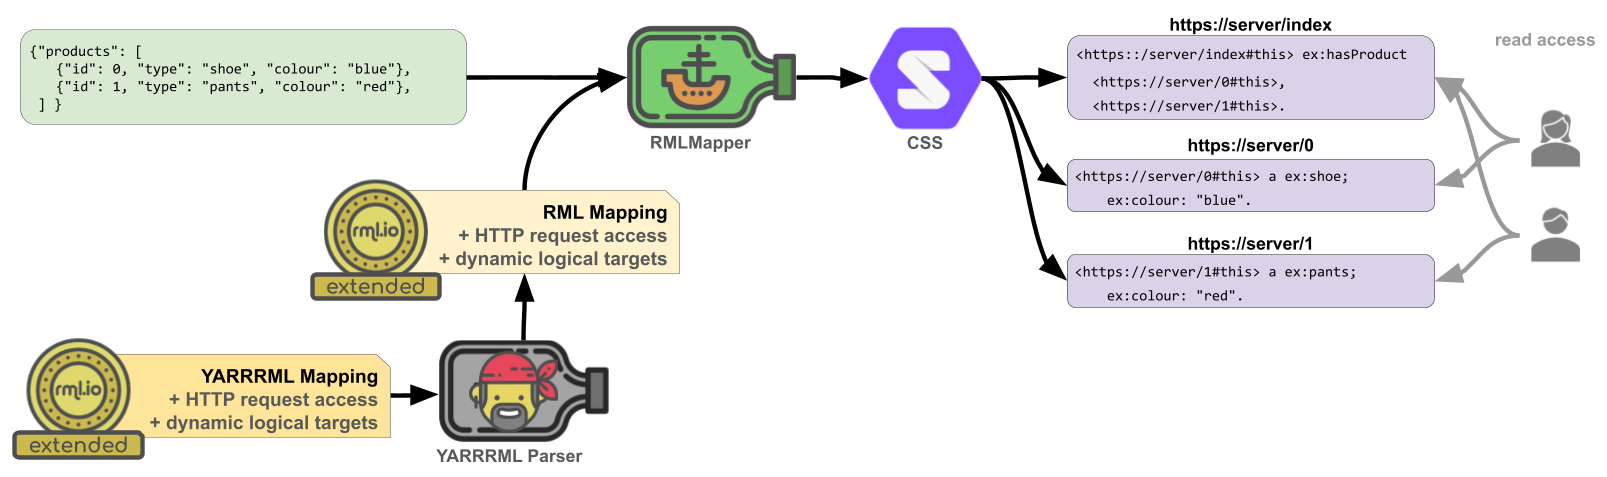 {"products": [
{"id": 0, "type": "shoe", "colour": "blue"},
{"id": 1, "type": "pants", "colour": "red"},
] }
RMLMapper
CSS
https://server/index
<https::/server/index#this> ex:hasProduct
<https://server/0#this>,
<https://server/1#this>.
read access
https://server/0
<https://server/0#this> a ex:shoe;
ex:colour: "blue".
https://server/1
<https://server/1#this> a ex:pants;
ex:colour: "red".
rml.io
extended
RML Mapping
+ HTTP request access
+ dynamic logical targets
rml.io
extended
YARRRML Mapping
+ HTTP request access
+ dynamic logical targets
YARRRML Parser